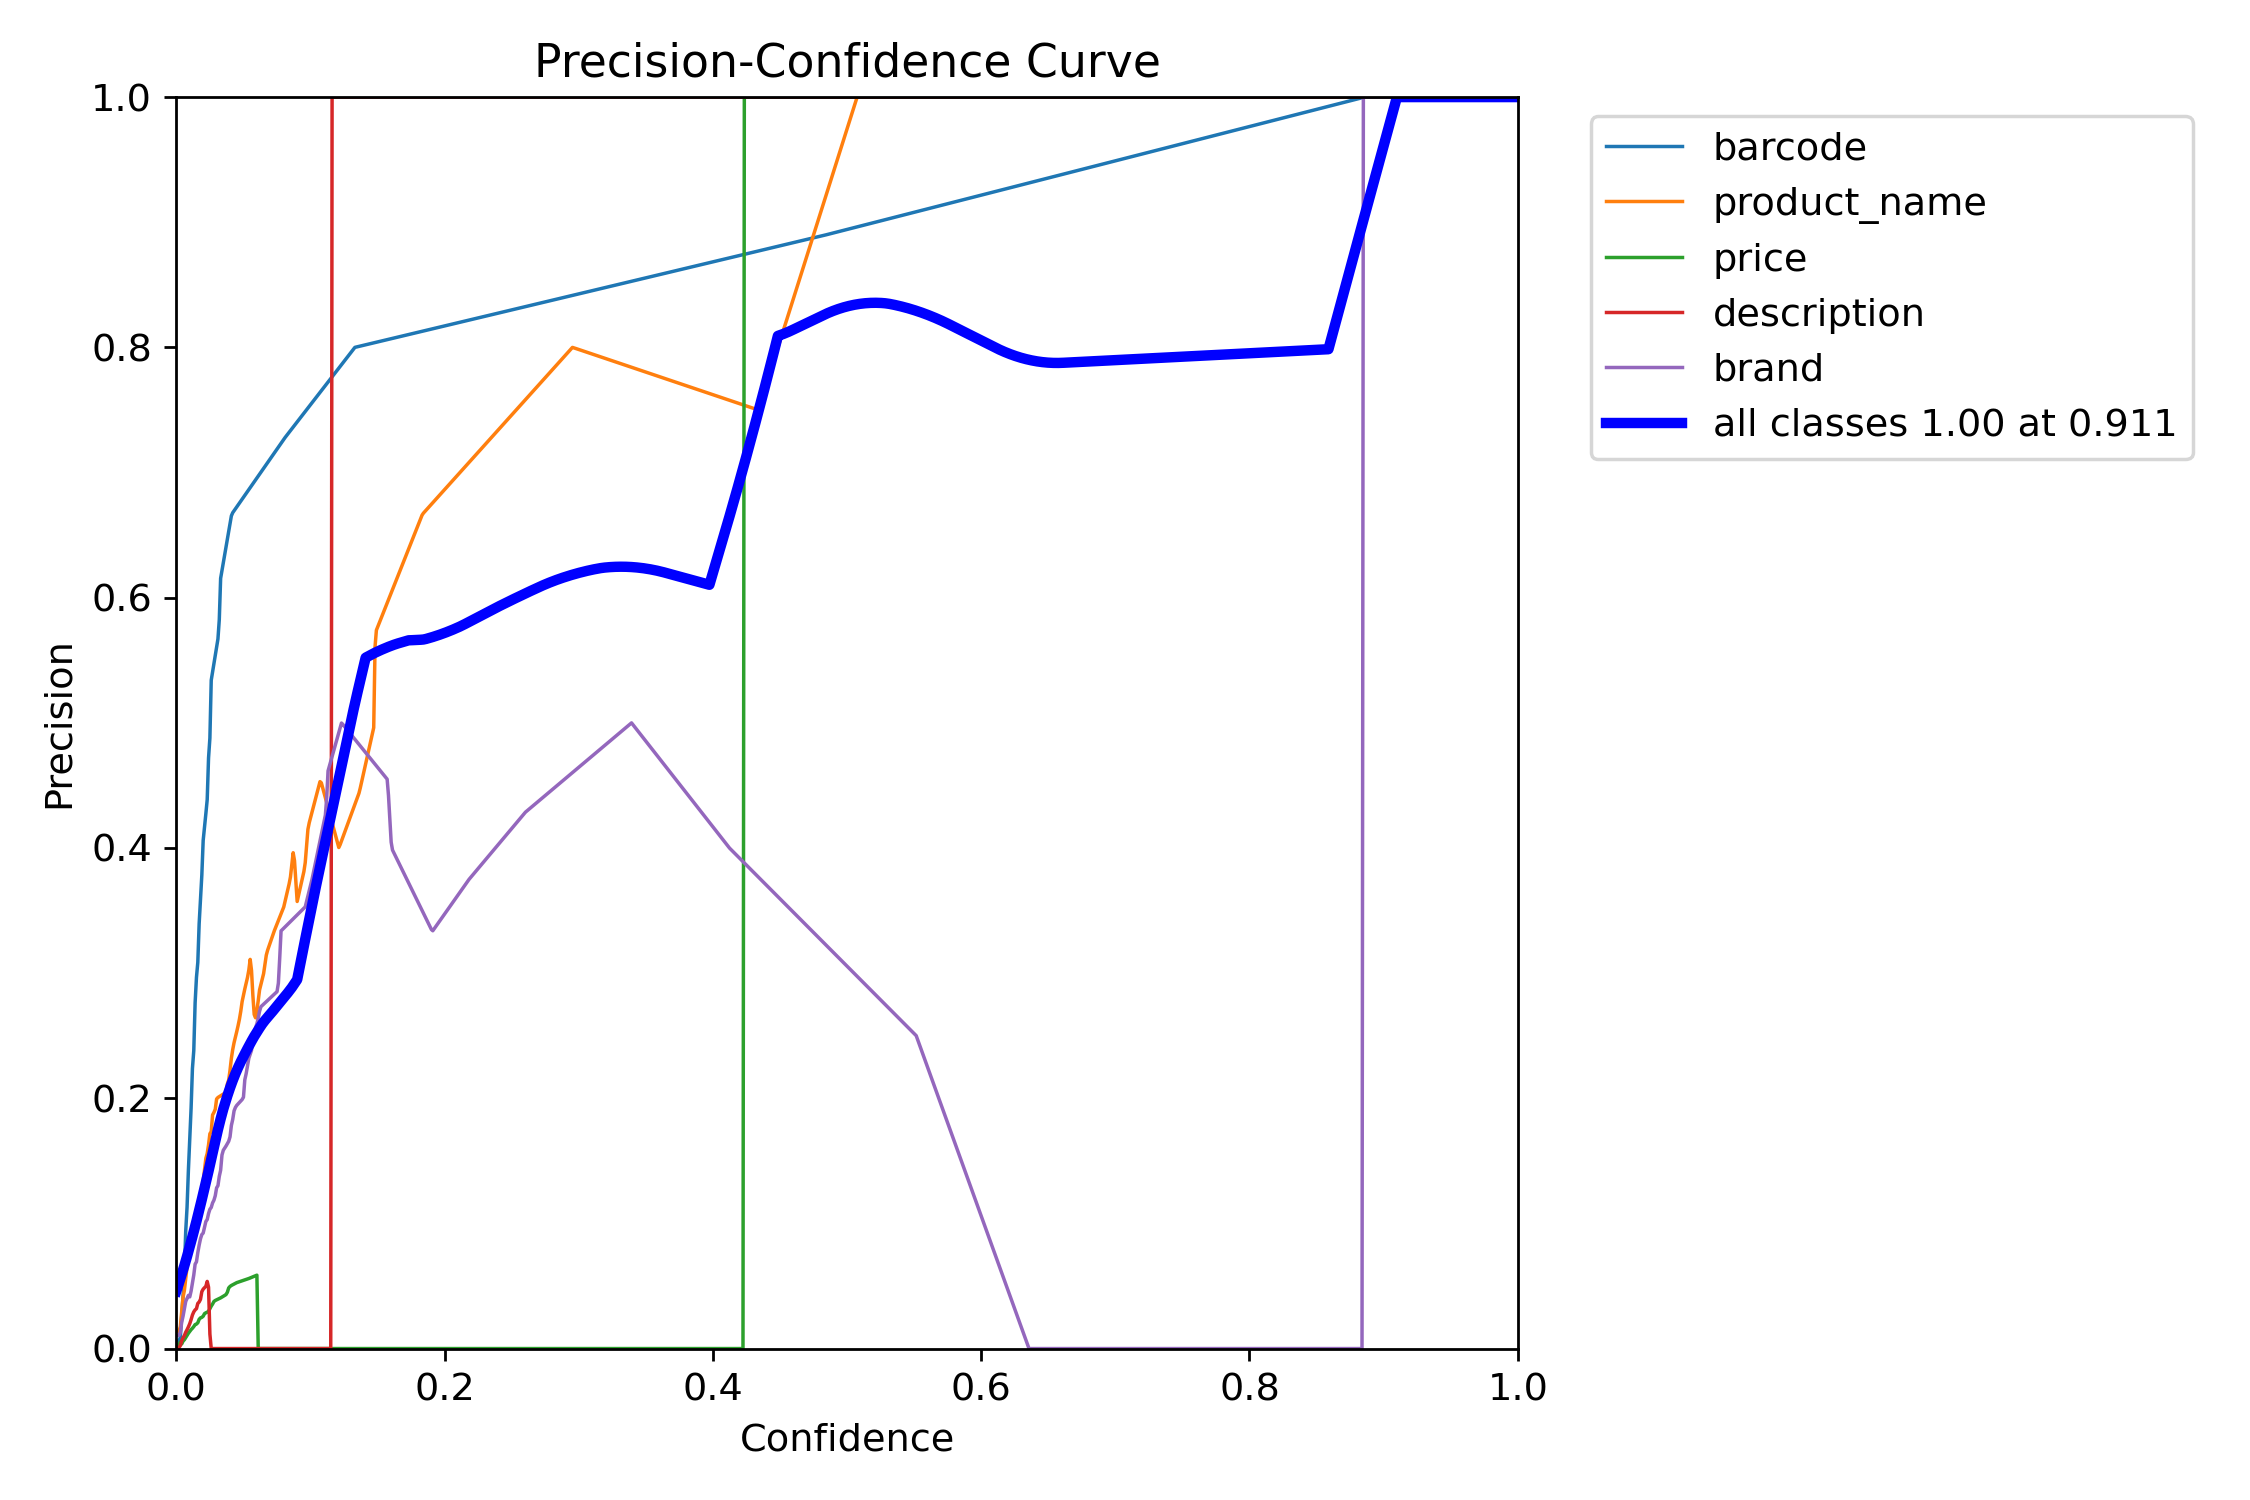 Precision-Confidence Curve
1.0
0.8
0.6
0.4
0.2
0.0
Precision
0.0 0.2 0.4 0.6 0.8 1.0
Confidence
barcode
product_name
price
description
brand
all classes 1.00 at 0.911